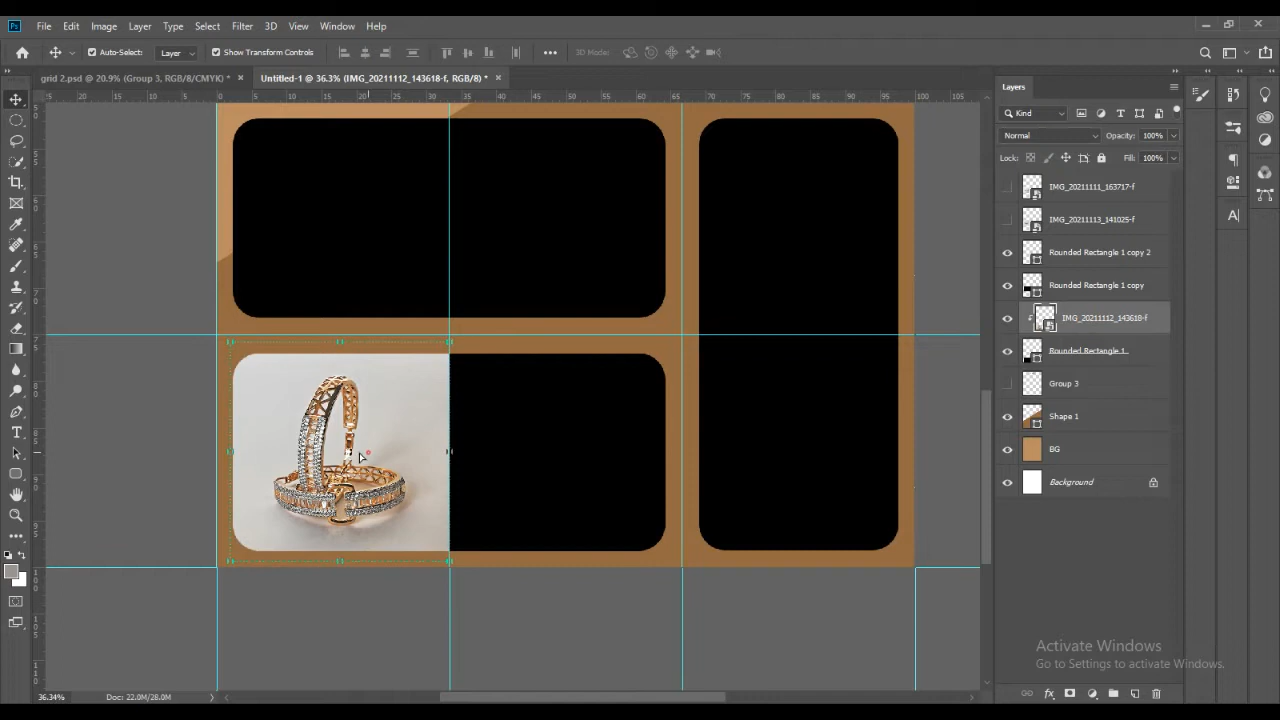 Ps File Edit Image Layer Type Select Filter 3D View Window Help
Auto-Select: Layer Show Transform Controls 3D Mode:
grid 2.psd @ 20.9% (Group 3, RGB/8/CMYK) * × Untitled-1 @ 36.3% (IMG_20211112_143618-f, RGB/8) * ×
Layers
Kind
Normal Opacity: 100%
Lock: Fill: 100%
IMG_20211111_163717-f
IMG_20211113_141025-f
Rounded Rectangle 1 copy 2
Rounded Rectangle 1 copy
IMG_20211112_143618-f
Rounded Rectangle 1
Group 3
Shape 1
BG
Background
Activate Windows
Go to Settings to activate Windows.
36.34% Doc: 22.0M/28.0M